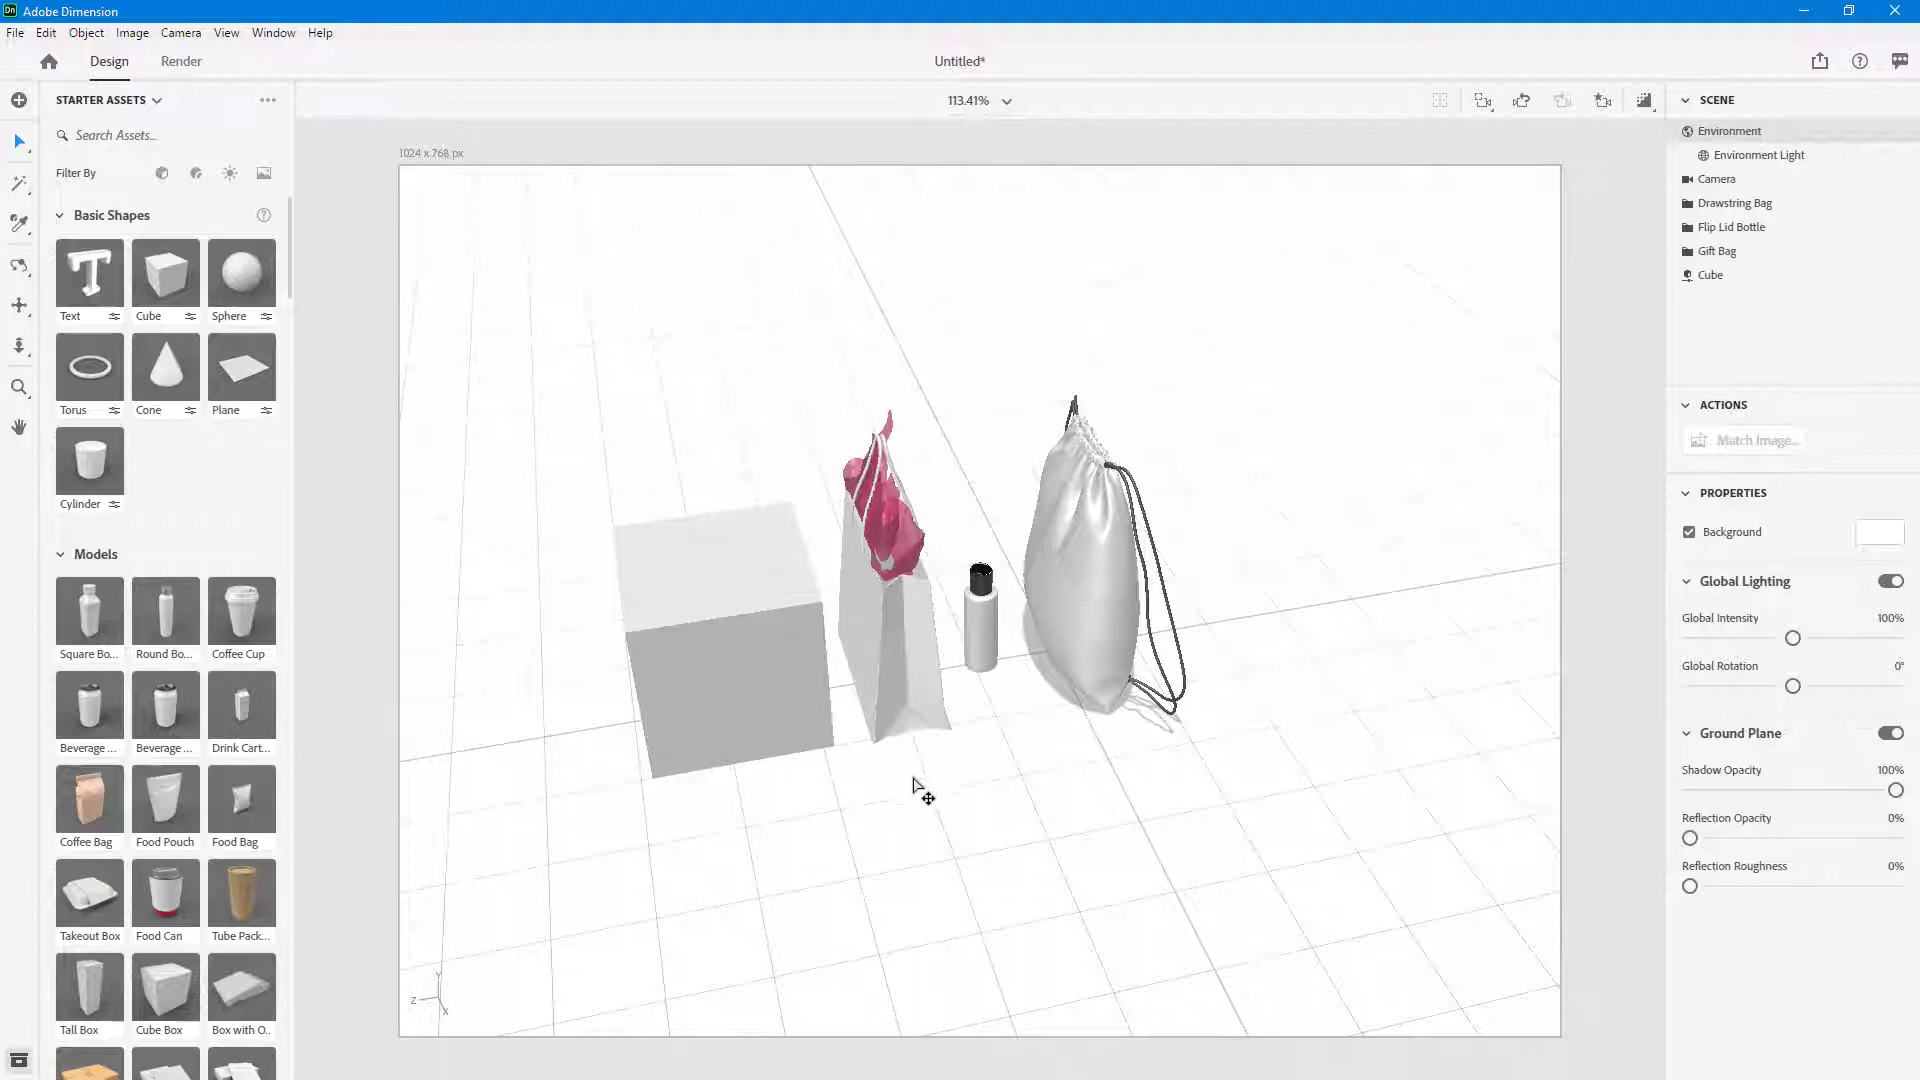 Dn Adobe Dimension
File Edit Object Image Camera View Window Help
Design Render Untitled*
STARTER ASSETS
113.41%
Search Assets...
Filter By
Basic Shapes
Text Cube Sphere
Torus Cone Plane
Cylinder
Models
Square Bo... Round Bo... Coffee Cup
Beverage ... Beverage ... Drink Cart...
Coffee Bag Food Pouch Food Bag
Takeout Box Food Can Tube Pack...
Tall Box Cube Box Box with O..
1024 x 768 px
Y
Z
X
SCENE
Environment
Environment Light
Camera
Drawstring Bag
Flip Lid Bottle
Gift Bag
Cube
ACTIONS
Match Image...
PROPERTIES
Background
Global Lighting
Global Intensity 100%
Global Rotation 0°
Ground Plane
Shadow Opacity 100%
Reflection Opacity 0%
Reflection Roughness 0%